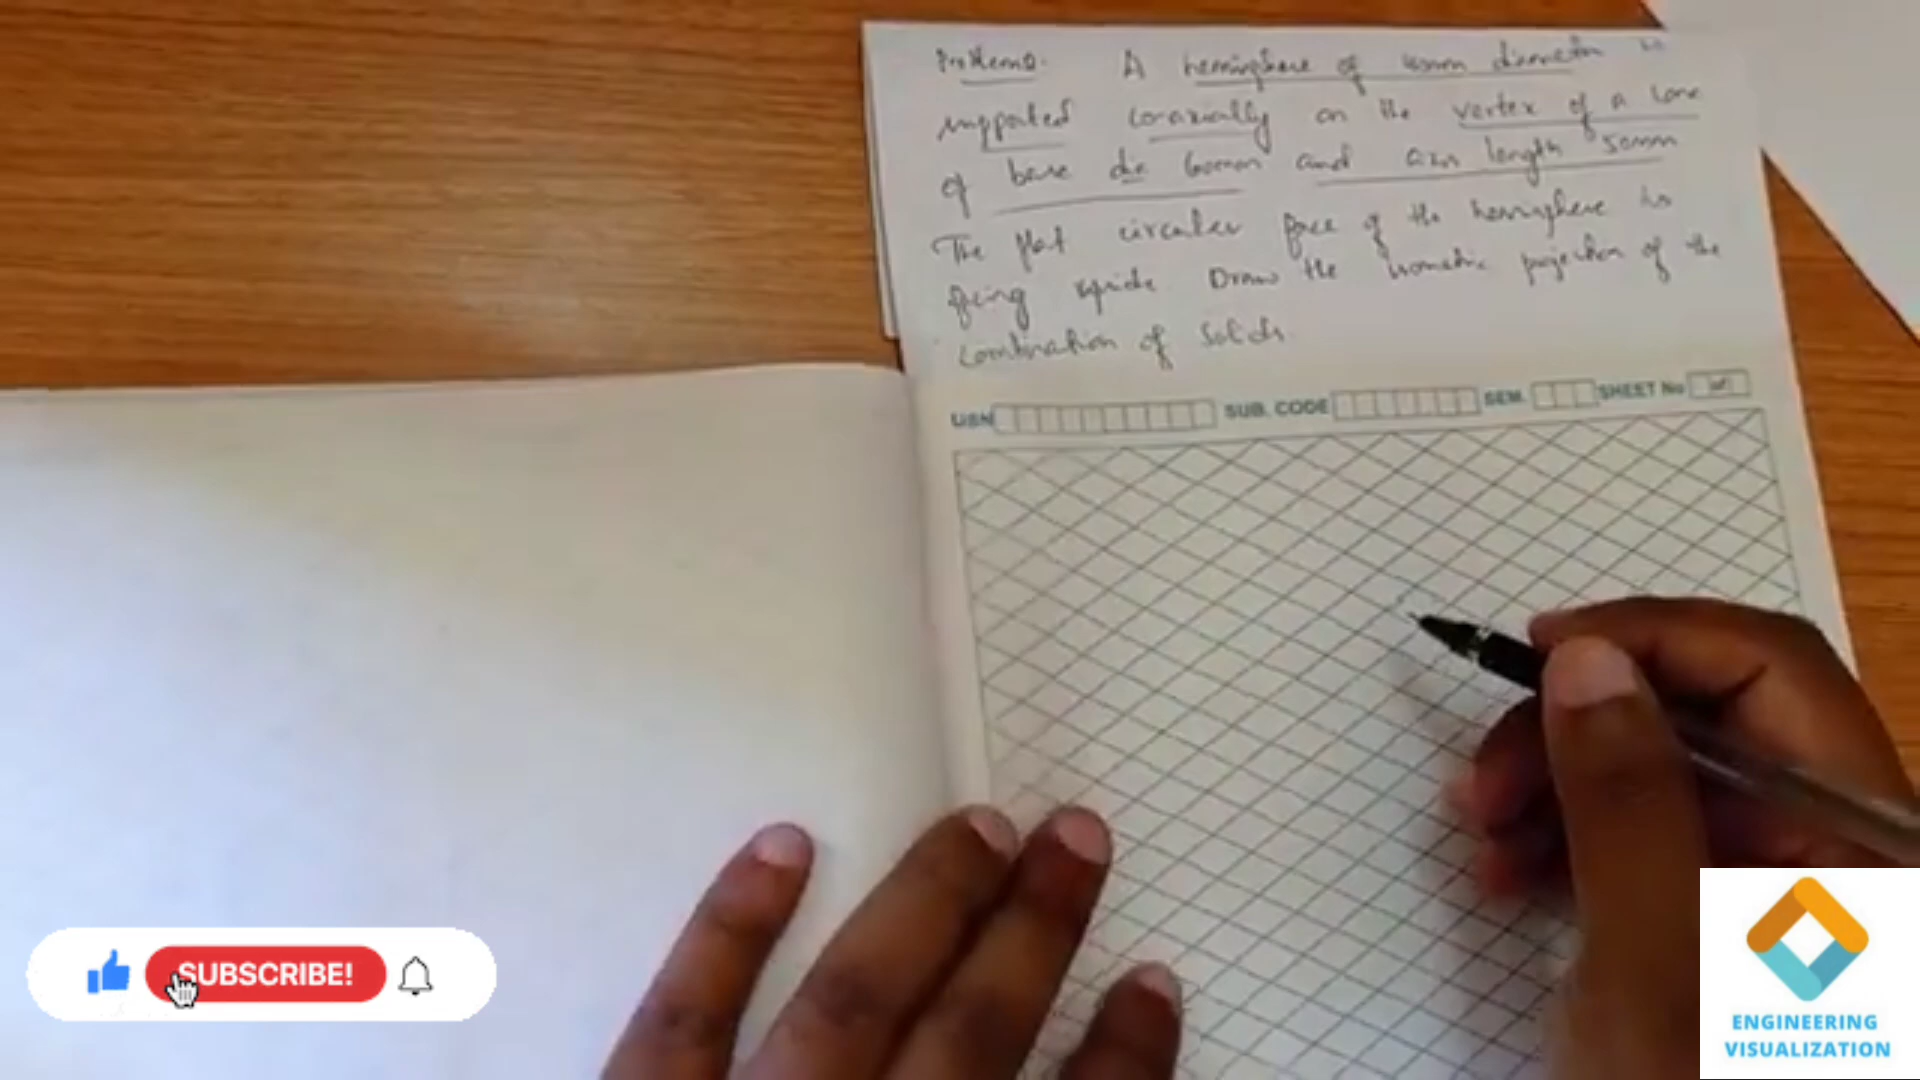 Problem. A hemisphere of 40mm diameter is
supported co-axially on the vertex of a cone
of base dia 60mm and axis length 50mm
The flat circular face of the hemisphere is
facing upside Draw the isometric projection of the
combination of solids.
USN SUB. CODE SEM. SHEET No
SUBSCRIBE!
ENGINEERING
VISUALIZATION